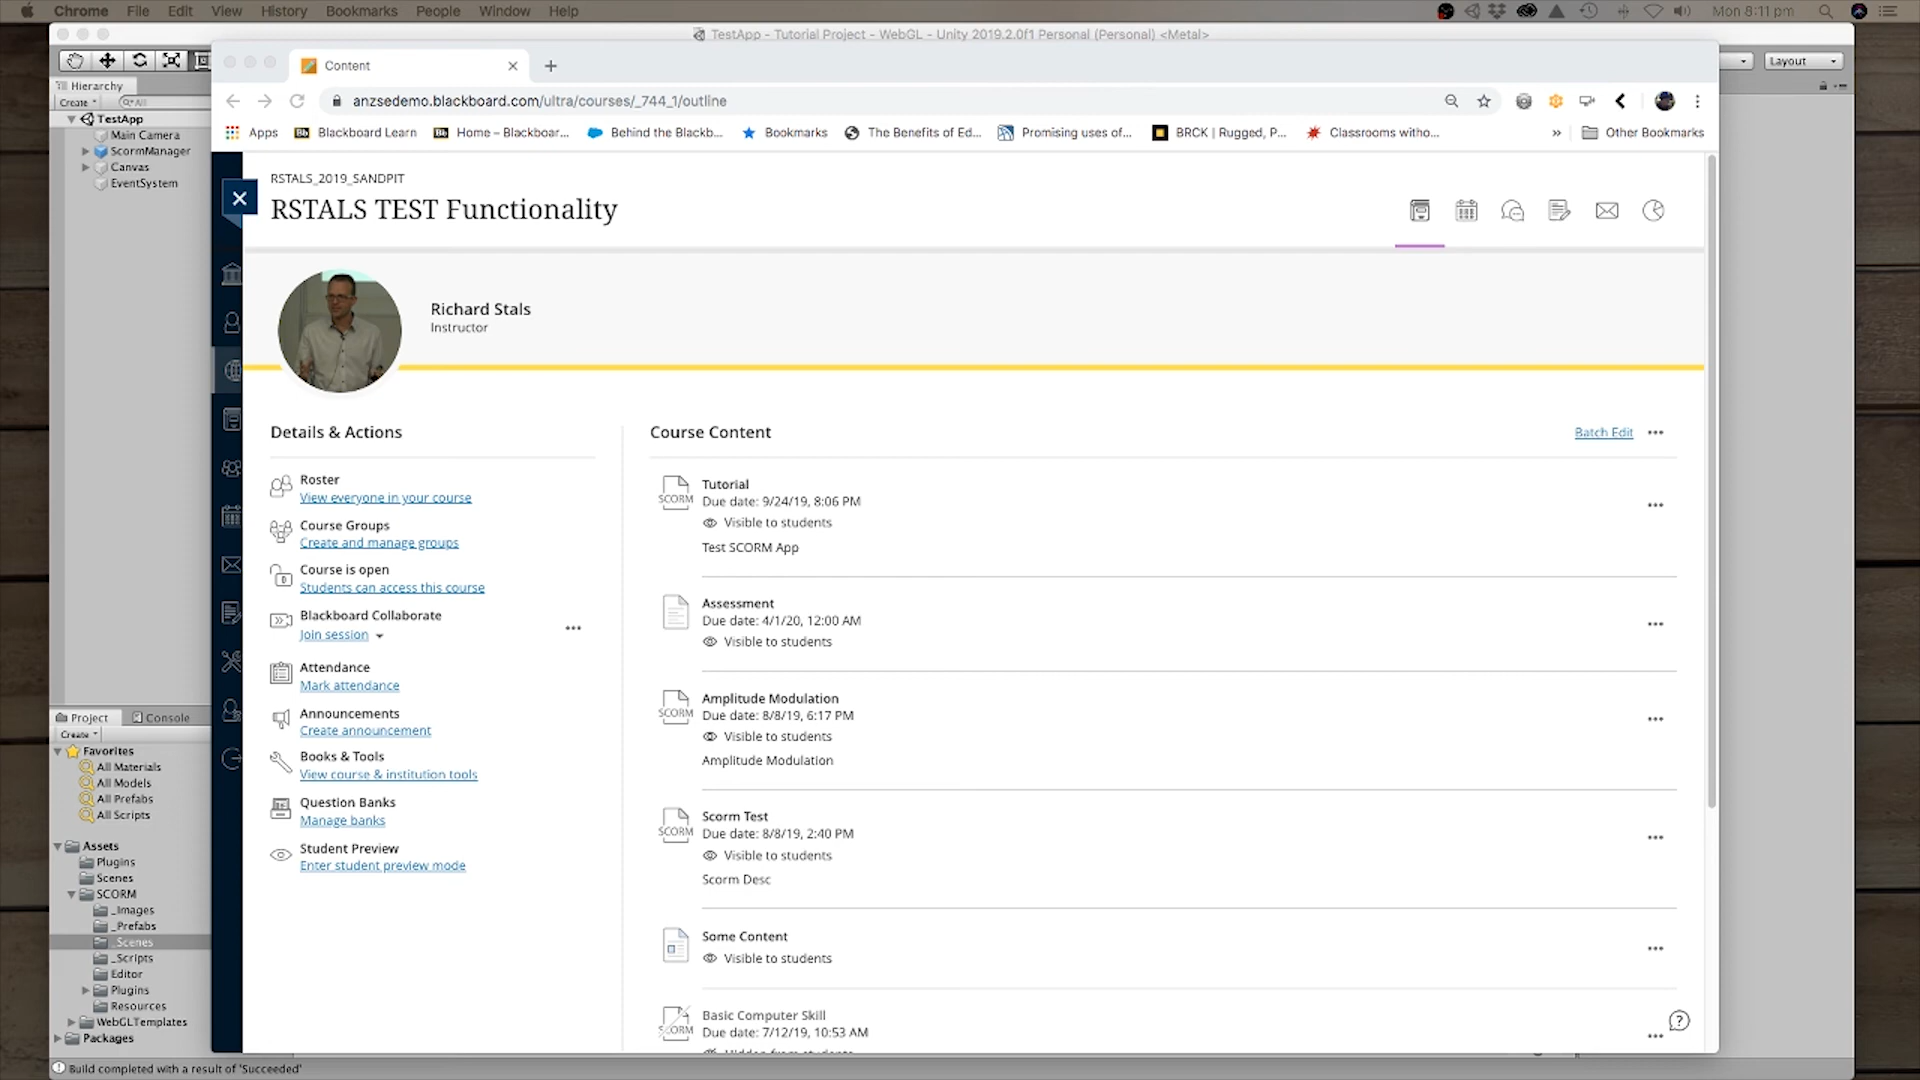 Chrome File Edit View History Bookmarks People Window Help
Mon 8:11 pm
TestApp - Tutorial Project - WebGL - Unity 2019.2.0f1 Personal (Personal) <Metal>
Layout
Hierarchy
Create
All
TestApp
Main Camera
ScormManager
Canvas
EventSystem
Project
Console
Create
Favorites
All Materials
All Models
All Prefabs
All Scripts
Assets
Plugins
Scenes
SCORM
_Images
_Prefabs
_Scenes
_Scripts
Editor
Plugins
Resources
WebGLTemplates
Packages
Build completed with a result of 'Succeeded'
Content
anzsedemo.blackboard.com/ultra/courses/_744_1/outline
Apps
Bb Blackboard Learn
Bb Home – Blackboar...
Behind the Blackb...
Bookmarks
The Benefits of Ed...
Promising uses of...
BRCK | Rugged, P...
Classrooms witho...
»
Other Bookmarks
RSTALS_2019_SANDPIT
RSTALS TEST Functionality
Richard Stals
Instructor
Details & Actions
Roster
View everyone in your course
Course Groups
Create and manage groups
Course is open
Students can access this course
Blackboard Collaborate
Join session
Attendance
Mark attendance
Announcements
Create announcement
Books & Tools
View course & institution tools
Question Banks
Manage banks
Student Preview
Enter student preview mode
Course Content
Batch Edit
SCORM
Tutorial
Due date: 9/24/19, 8:06 PM
Visible to students
Test SCORM App
Assessment
Due date: 4/1/20, 12:00 AM
Visible to students
SCORM
Amplitude Modulation
Due date: 8/8/19, 6:17 PM
Visible to students
Amplitude Modulation
SCORM
Scorm Test
Due date: 8/8/19, 2:40 PM
Visible to students
Scorm Desc
Some Content
Visible to students
SCORM
Basic Computer Skill
Due date: 7/12/19, 10:53 AM
Hidden from students